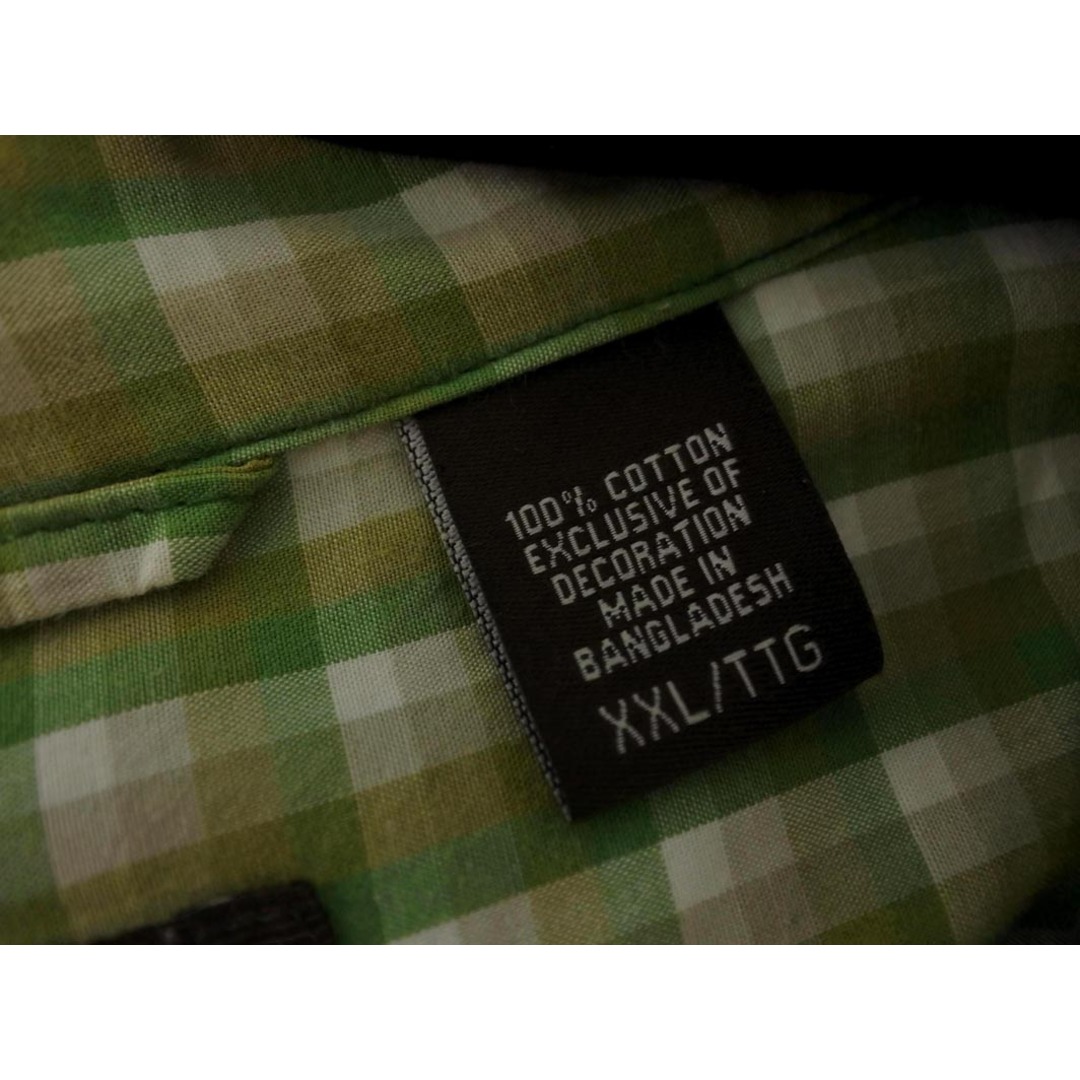 100% COTTON
EXCLUSIVE OF
DECORATION
MADE IN
BANGLADESH
XXL/TTG